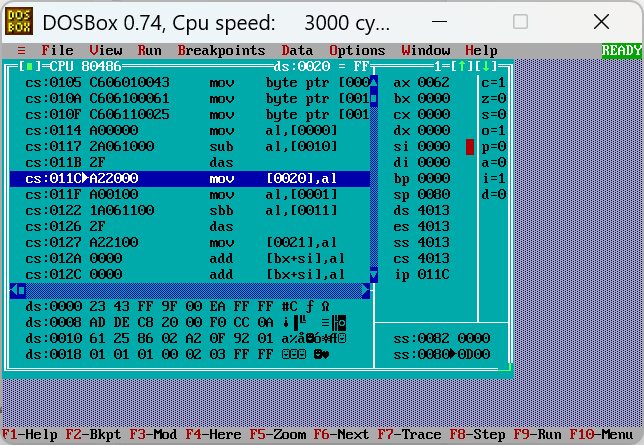 DOS
BOX
DOSBox 0.74, Cpu speed: 3000 cy...
≡ File View Run Breakpoints Data Options Window Help READY
[■]=CPU 80486 ds:0020 = FF 1=[↑][↓]
cs:0105 C606010043 mov byte ptr [000 ax 0062 c=1
cs:010A C606100061 mov byte ptr [001 bx 0000 z=0
cs:010F C606110025 mov byte ptr [001 cx 0000 s=0
cs:0114 A00000 mov al,[0000] dx 0000 o=1
cs:0117 2A061000 sub al,[0010] si 0000 p=0
cs:011B 2F das di 0000 a=0
cs:011C►A22000 mov [0020],al bp 0000 i=1
cs:011F A00100 mov al,[0001] sp 0080 d=0
cs:0122 1A061100 sbb al,[0011] ds 4013
cs:0126 2F das es 4013
cs:0127 A22100 mov [0021],al ss 4013
cs:012A 0000 add [bx+si],al cs 4013
cs:012C 0000 add [bx+si],al ip 011C
ds:0000 23 43 FF 9F 00 EA FF FF #C ƒ Ω
ds:0008 AD DE C8 20 00 F0 CC 0A ¡▐╚ ≡╠◙
ds:0010 61 25 86 02 A2 0F 92 01 a%å☻ó☼Æ☺ ss:0082 0000
ds:0018 01 01 01 00 02 03 FF FF ☺☺☺ ☻♥ ss:0080►0D00
F1-Help F2-Bkpt F3-Mod F4-Here F5-Zoom F6-Next F7-Trace F8-Step F9-Run F10-Menu